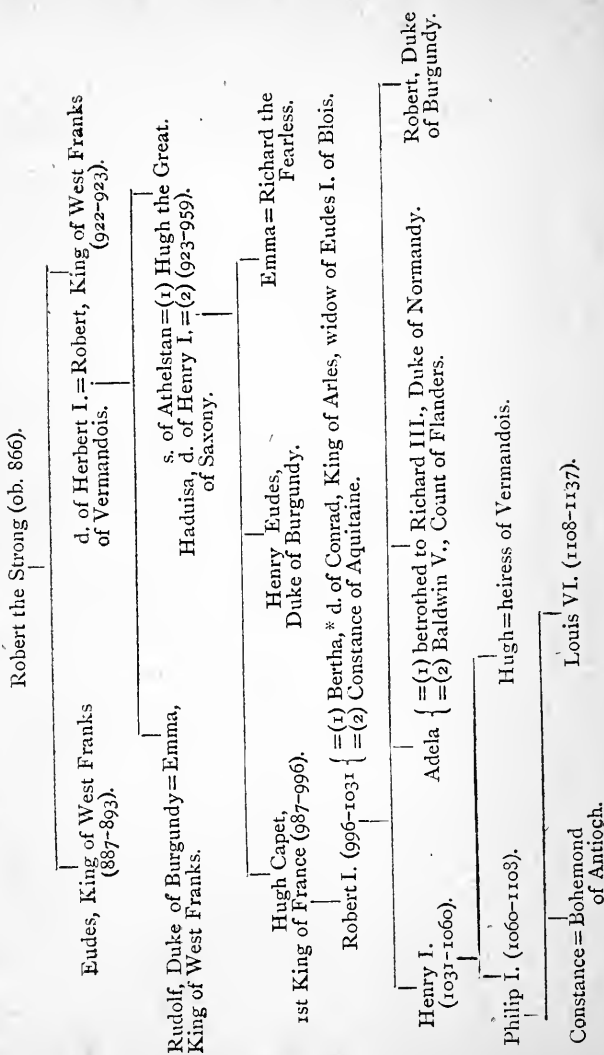 Robert the Strong (ob. 866).
Eudes, King of West Franks
(887-893).
d. of Herbert I.=Robert, King of West Franks
of Vermandois.
(922-923).
Rudolf, Duke of Burgundy=Emma,
King of West Franks.
s. of Athelstan=(1) Hugh the Great.
Haduisa, d. of Henry I.=(2) (923-959).
of Saxony.
Hugh Capet,
1st King of France (987-996).
Henry Eudes,
Duke of Burgundy.
Emma=Richard the
Fearless.
Robert I. (996-1031 { =(1) Bertha,* d. of Conrad, King of Arles, widow of Eudes I. of Blois.
=(2) Constance of Aquitaine.
Henry I.
(1031-1060).
Adela { =(1) betrothed to Richard III., Duke of Normandy.
=(2) Baldwin V., Count of Flanders.
Robert, Duke
of Burgundy.
Philip I. (1060-1108).
Hugh=heiress of Vermandois.
Constance=Bohemond
of Antioch.
Louis VI. (1108-1137).